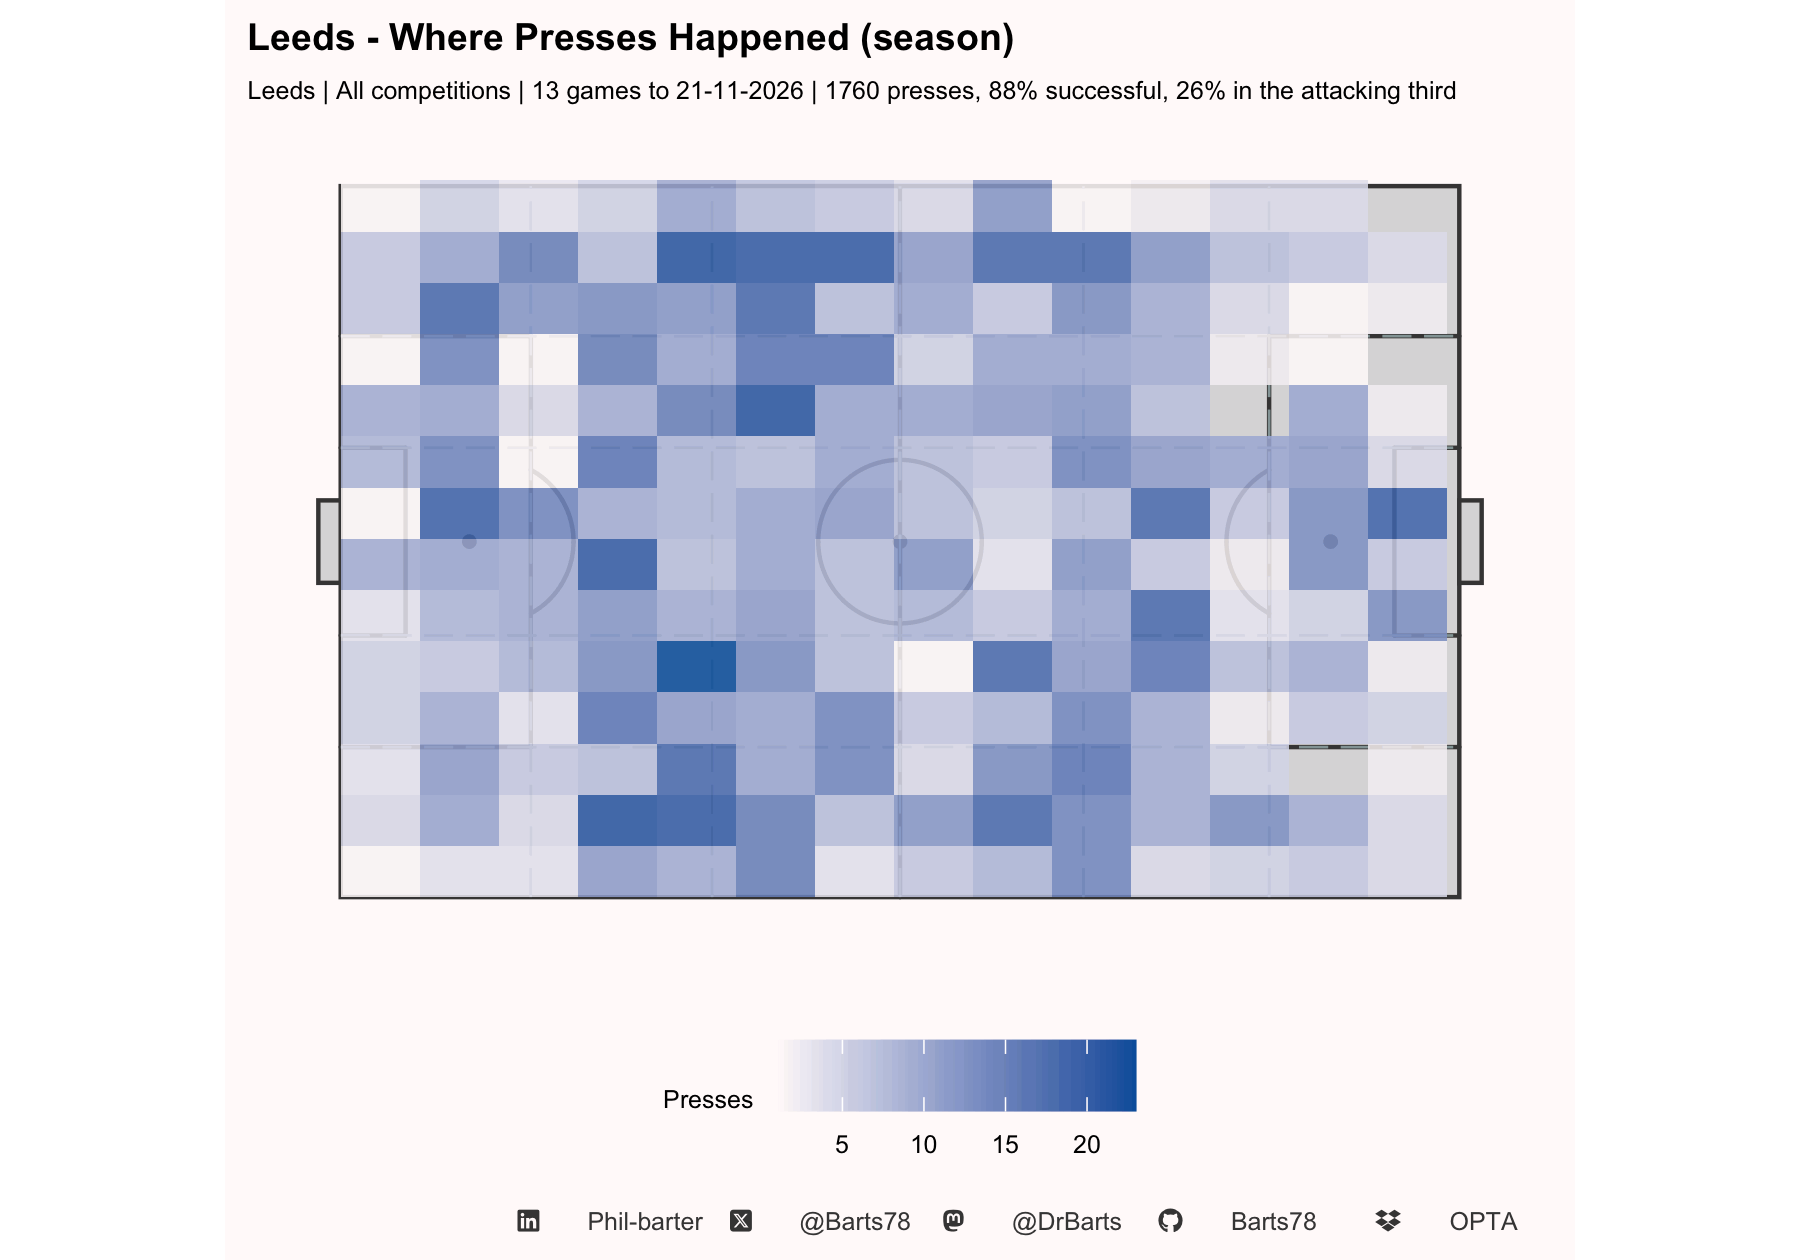 Leeds - Where Presses Happened (season)
Leeds | All competitions | 13 games to 21-11-2026 | 1760 presses, 88% successful, 26% in the attacking third
Presses
5 10 15 20
Phil-barter @Barts78 @DrBarts Barts78 OPTA